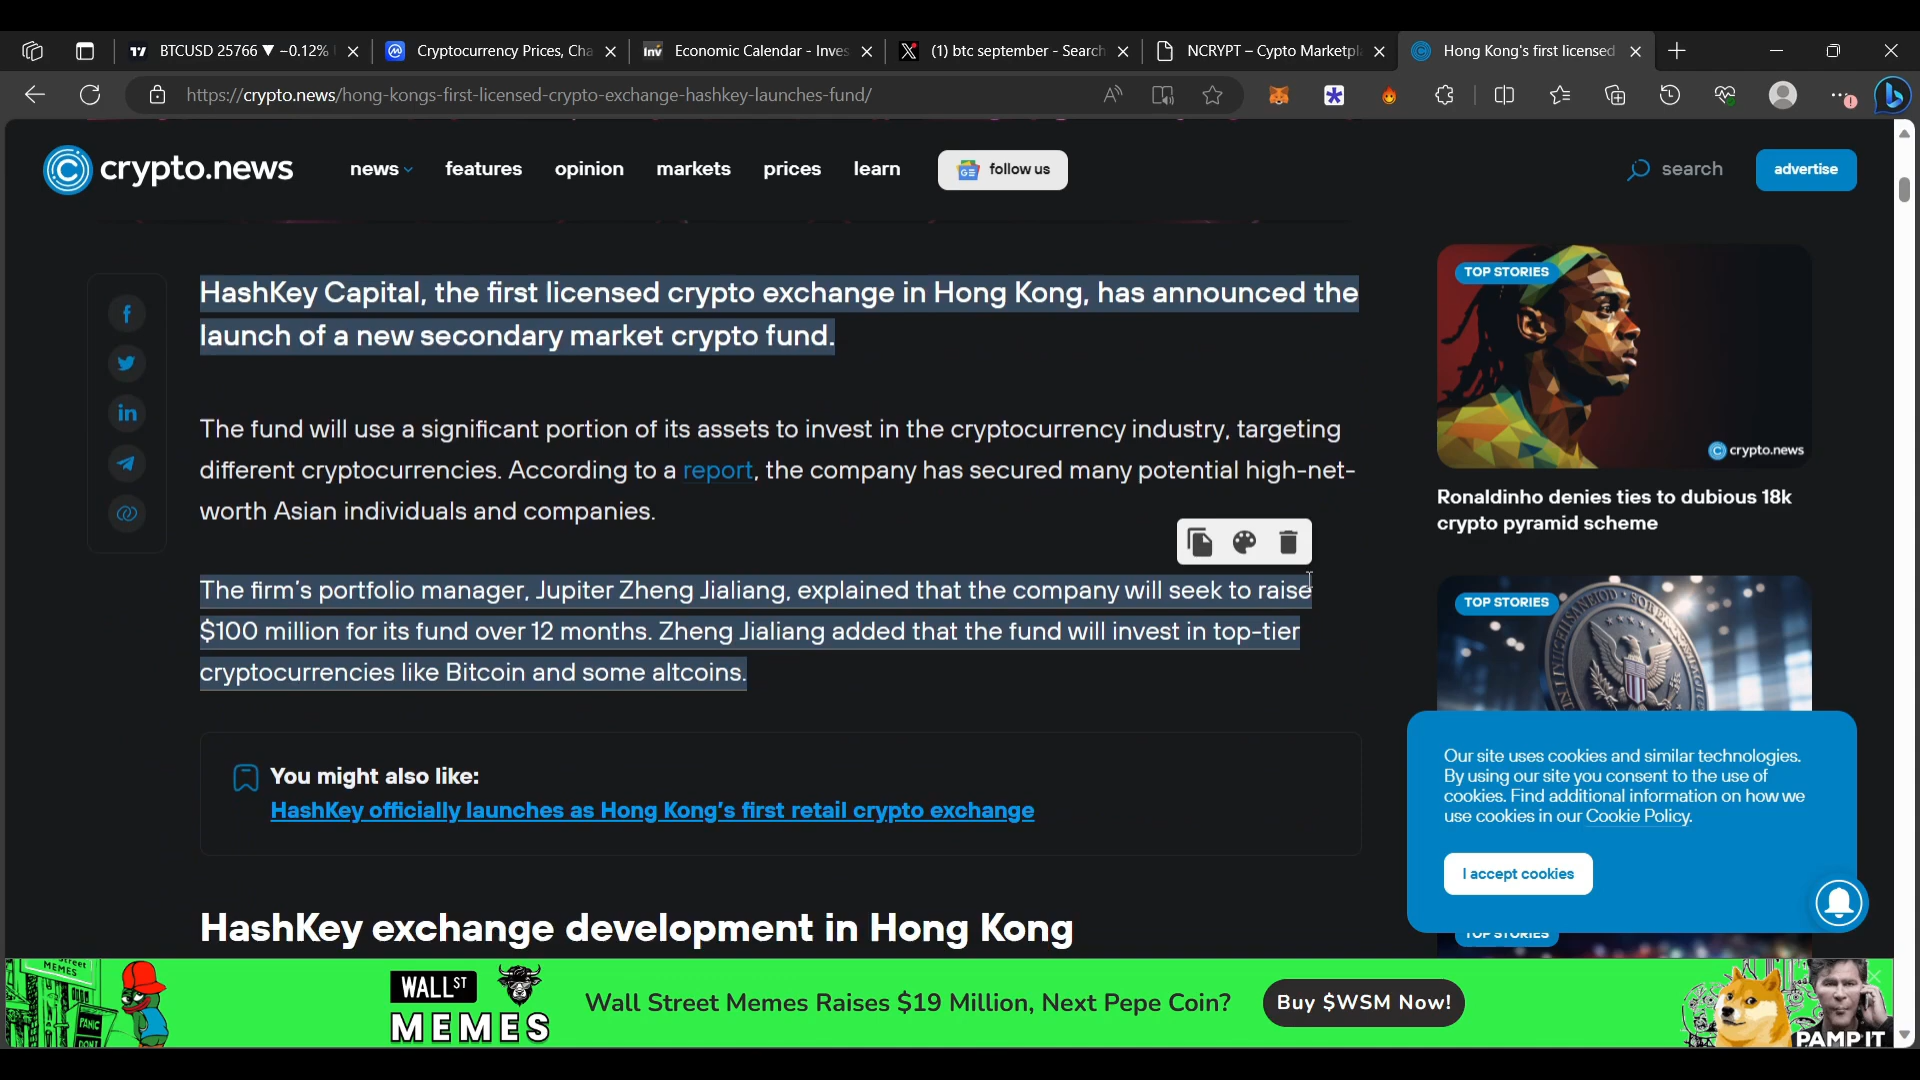 BTCUSD 25766 ▼ −0.12%
Cryptocurrency Prices, Cha
Inv
Economic Calendar - Inves
(1) btc september - Search
NCRYPT – Cypto Marketpl
Hong Kong's first licensed
https://crypto.news/hong-kongs-first-licensed-crypto-exchange-hashkey-launches-fund/
crypto.news
news
features
opinion
markets
prices
learn
GE
follow us
search
advertise
HashKey Capital, the first licensed crypto exchange in Hong Kong, has announced the
launch of a new secondary market crypto fund.
The fund will use a significant portion of its assets to invest in the cryptocurrency industry, targeting
different cryptocurrencies. According to a report, the company has secured many potential high-net-
worth Asian individuals and companies.
The firm's portfolio manager, Jupiter Zheng Jialiang, explained that the company will seek to raise
$100 million for its fund over 12 months. Zheng Jialiang added that the fund will invest in top-tier
cryptocurrencies like Bitcoin and some altcoins.
You might also like:
HashKey officially launches as Hong Kong's first retail crypto exchange
HashKey exchange development in Hong Kong
TOP STORIES
crypto.news
Ronaldinho denies ties to dubious 18k
crypto pyramid scheme
TOP STORIES
Our site uses cookies and similar technologies.
By using our site you consent to the use of
cookies. Find additional information on how we
use cookies in our Cookie Policy.
I accept cookies
TOP STORIES
Street
MEMES
PANIC
WALL ST
MEMES
Wall Street Memes Raises $19 Million, Next Pepe Coin?
Buy $WSM Now!
PAMP IT